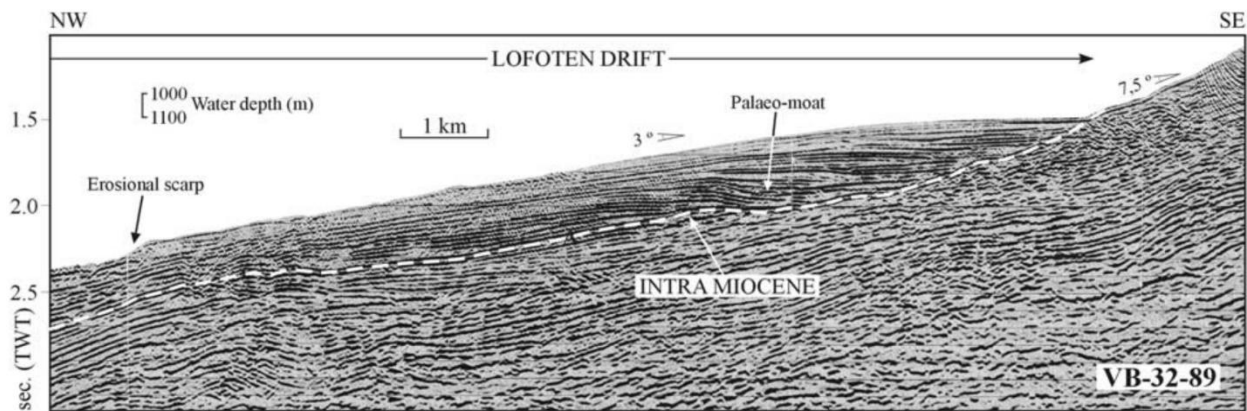 NW
SE
LOFOTEN DRIFT
1000
1100
Water depth (m)
1 km
Palaeo-moat
7,5 °
3 °
1.5
Erosional scarp
2.0
INTRA MIOCENE
2.5
sec. (TWT)
VB-32-89